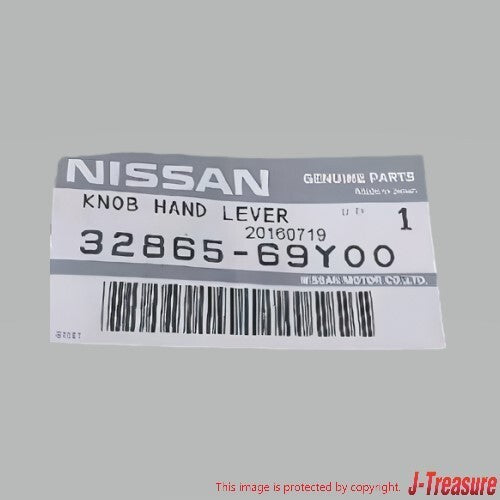 NISSAN GENUINE PARTS
KNOB HAND LEVER 1
20160719
32865-69Y00
NISSAN MOTOR CO.,LTD.
This image is protected by copyright. J-Treasure